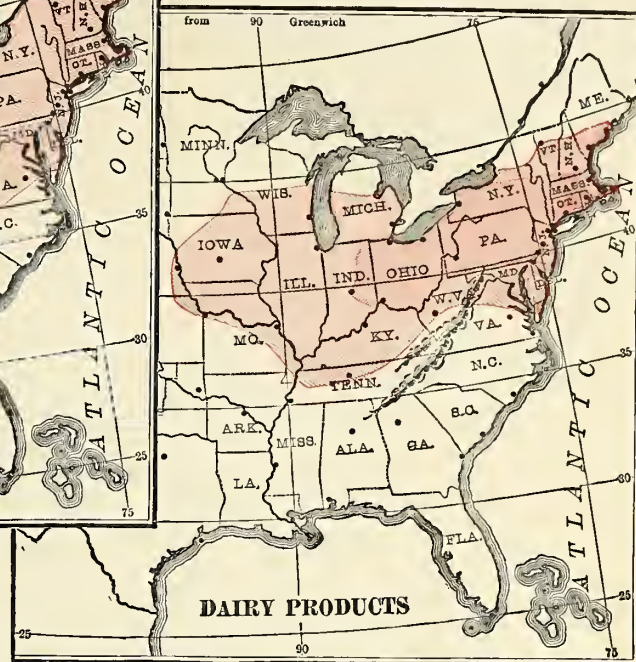 from 90 Greenwich 75
VT.
N.H.
N.Y.
MASS.
CT.
PA.
N.J.
MD.
40
OCEAN
35
N.C.
ATLANTIC
30
25
75
ME.
MINN.
VT.
N.H.
WIS.
MICH.
N.Y.
MASS.
CT.
IOWA
PA.
N.J.
ILL.
IND.
OHIO
MD.
D.
OCEAN
W.V.
MO.
KY.
VA.
N.C.
35
TENN.
ARK.
MISS.
ALA.
GA.
S.C.
LA.
30
ATLANTIC
FLA.
DAIRY PRODUCTS
25
25
90
75